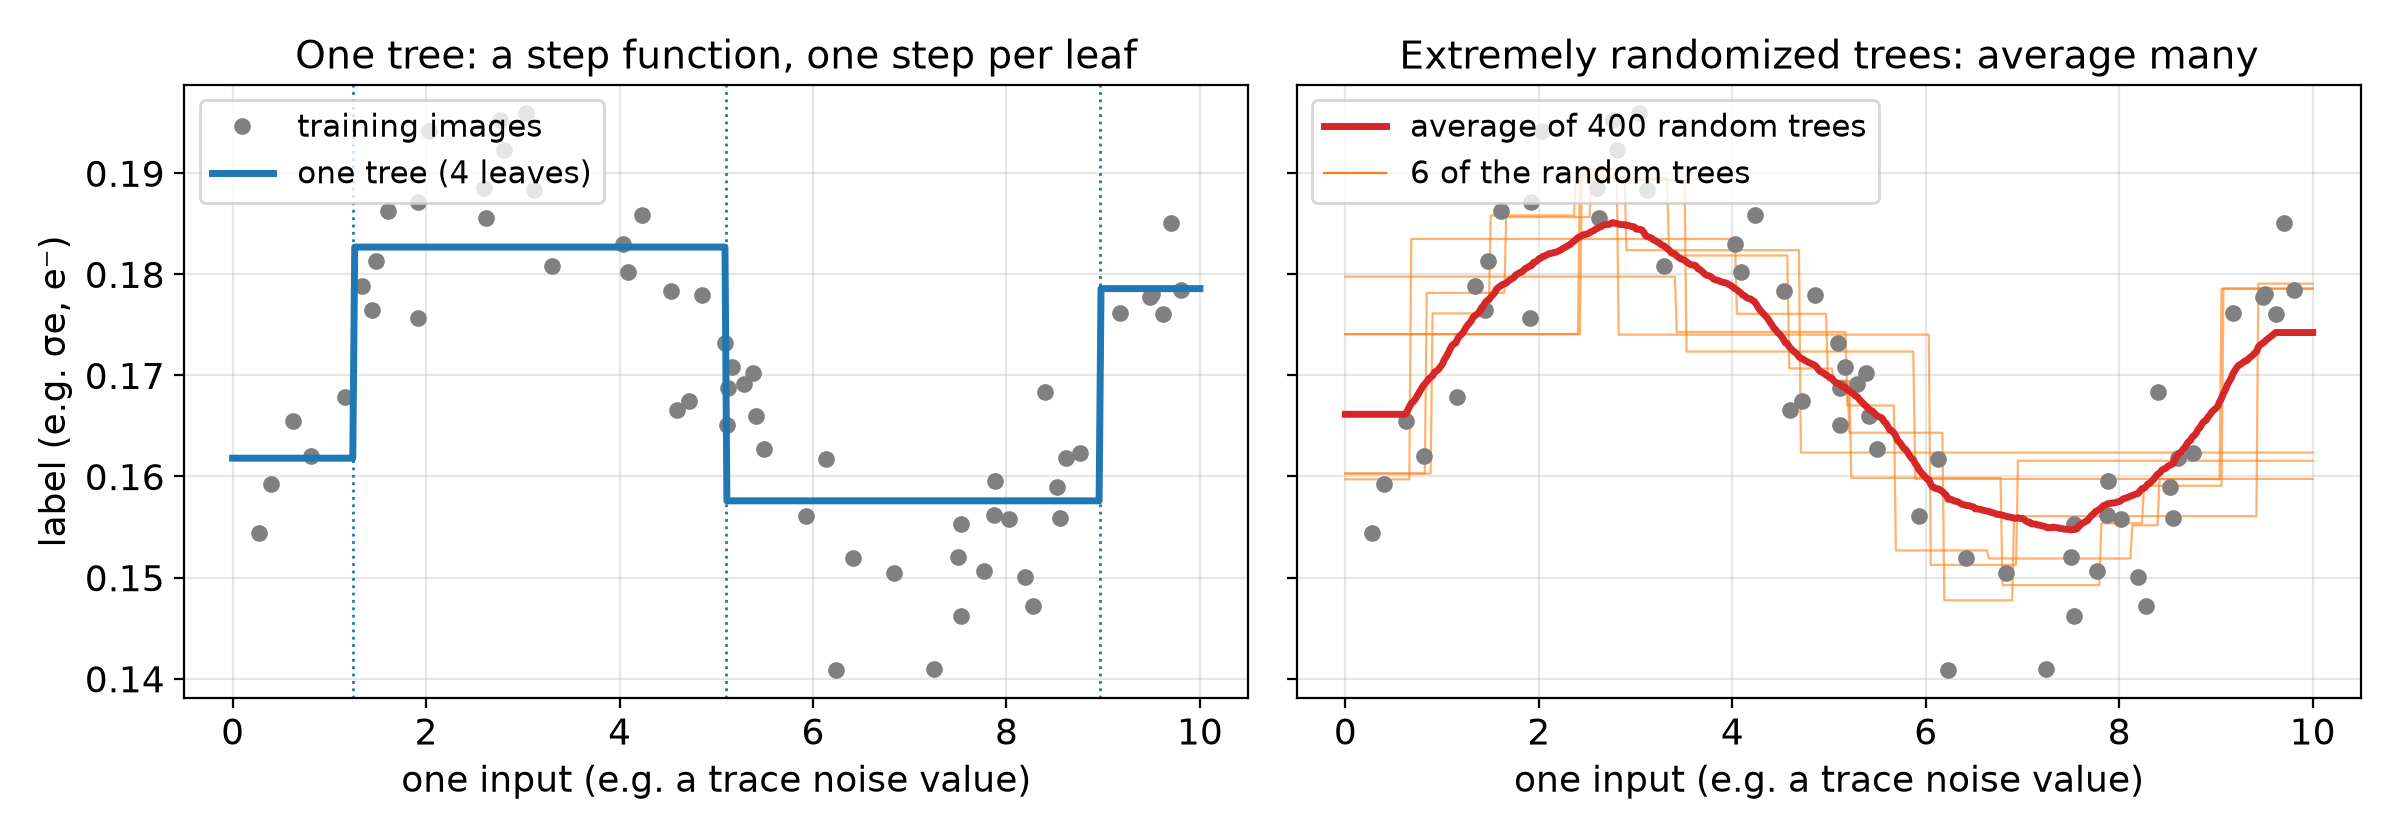 One tree: a step function, one step per leaf
training images
one tree (4 leaves)
label (e.g. σe, e⁻)
0.19
0.18
0.17
0.16
0.15
0.14
0 2 4 6 8 10
one input (e.g. a trace noise value)
Extremely randomized trees: average many
average of 400 random trees
6 of the random trees
0 2 4 6 8 10
one input (e.g. a trace noise value)